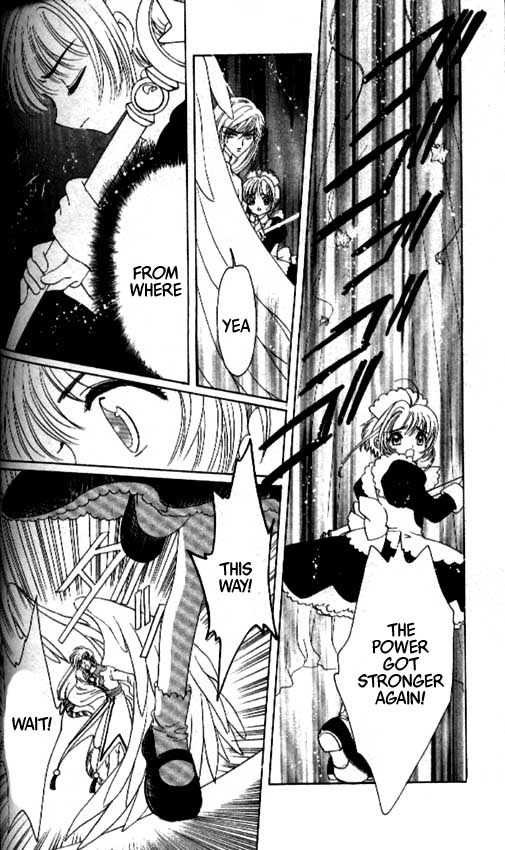 THE
POWER
GOT
STRONGER
AGAIN!
YEA
FROM
WHERE
THIS
WAY!
WAIT!